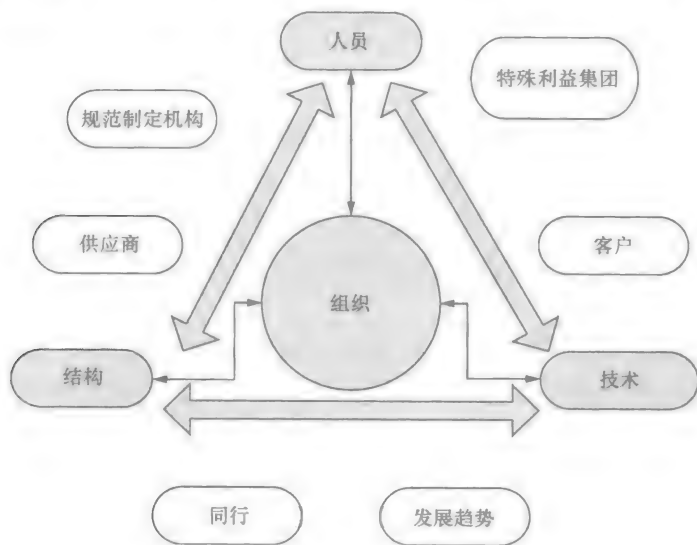 人员
特殊利益集团
规范制定机构
供应商
客户
组织
结构
技术
同行
发展趋势